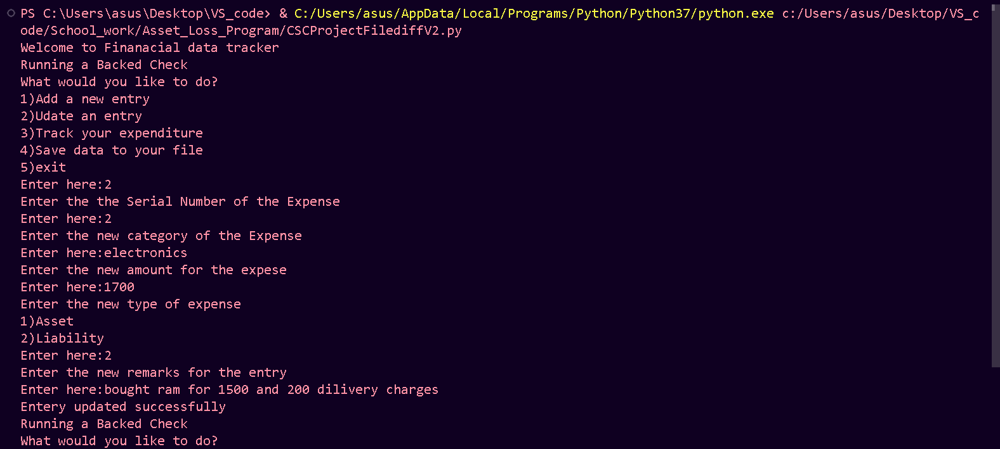 PS C:\Users\asus\Desktop\VS_code> & C:/Users/asus/AppData/Local/Programs/Python/Python37/python.exe c:/Users/asus/Desktop/VS_c
ode/School_work/Asset_Loss_Program/CSCProjectFilediffV2.py
Welcome to Finanacial data tracker
Running a Backed Check
What would you like to do?
1)Add a new entry
2)Udate an entry
3)Track your expenditure
4)Save data to your file
5)exit
Enter here:2
Enter the the Serial Number of the Expense
Enter here:2
Enter the new category of the Expense
Enter here:electronics
Enter the new amount for the expese
Enter here:1700
Enter the new type of expense
1)Asset
2)Liability
Enter here:2
Enter the new remarks for the entry
Enter here:bought ram for 1500 and 200 dilivery charges
Entery updated successfully
Running a Backed Check
What would you like to do?